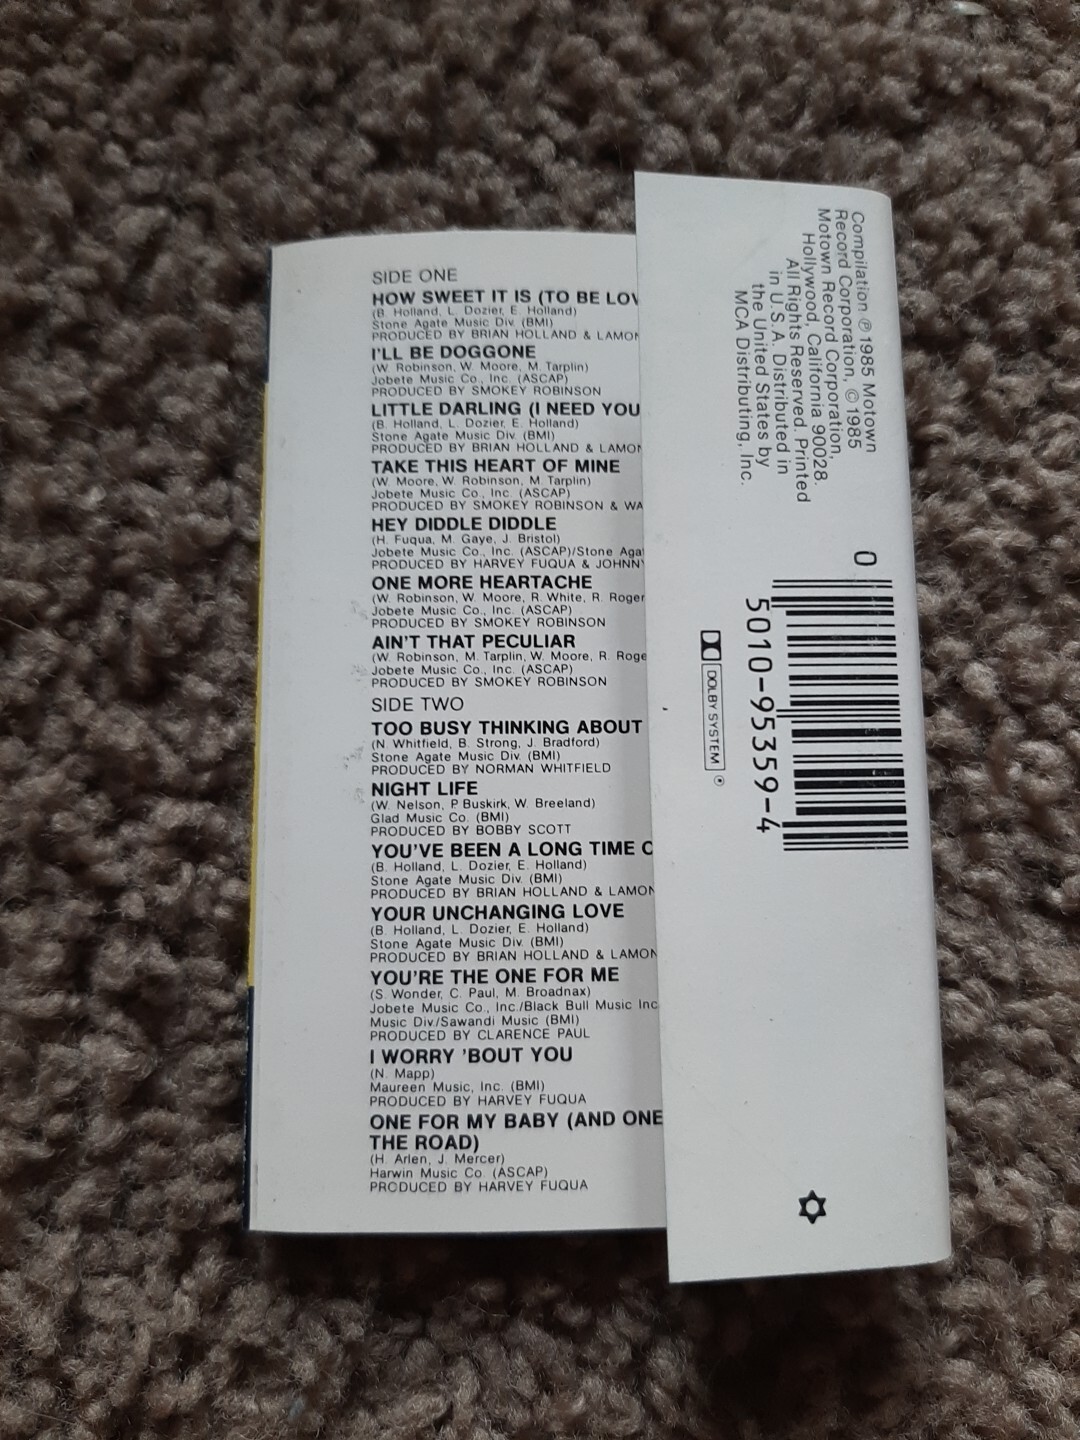 SIDE ONE
HOW SWEET IT IS (TO BE LOV
(B. Holland, L. Dozier, E. Holland)
Stone Agate Music Div. (BMI)
PRODUCED BY BRIAN HOLLAND & LAMON
I'LL BE DOGGONE
(W. Robinson, W. Moore, M. Tarplin)
Jobete Music Co., Inc. (ASCAP)
PRODUCED BY SMOKEY ROBINSON
LITTLE DARLING (I NEED YOU
(B. Holland, L. Dozier, E. Holland)
Stone Agate Music Div. (BMI)
PRODUCED BY BRIAN HOLLAND & LAMON
TAKE THIS HEART OF MINE
(W. Moore, W. Robinson, M. Tarplin)
Jobete Music Co., Inc. (ASCAP)
PRODUCED BY SMOKEY ROBINSON & WA
HEY DIDDLE DIDDLE
(H. Fuqua, M. Gaye, J. Bristol)
Jobete Music Co., Inc. (ASCAP)/Stone Aga
PRODUCED BY HARVEY FUQUA & JOHNNY
ONE MORE HEARTACHE
(W. Robinson, W. Moore, R. White, R. Roger
Jobete Music Co., Inc. (ASCAP)
PRODUCED BY SMOKEY ROBINSON
AIN'T THAT PECULIAR
(W. Robinson, M. Tarplin, W. Moore, R. Roge
Jobete Music Co., Inc. (ASCAP)
PRODUCED BY SMOKEY ROBINSON
SIDE TWO
TOO BUSY THINKING ABOUT
(N. Whitfield, B. Strong, J. Bradford)
Stone Agate Music Div. (BMI)
PRODUCED BY NORMAN WHITFIELD
NIGHT LIFE
(W. Nelson, P. Buskirk, W. Breeland)
Glad Music Co. (BMI)
PRODUCED BY BOBBY SCOTT
YOU'VE BEEN A LONG TIME C
(B. Holland, L. Dozier, E. Holland)
Stone Agate Music Div. (BMI)
PRODUCED BY BRIAN HOLLAND & LAMON
YOUR UNCHANGING LOVE
(B. Holland, L. Dozier, E. Holland)
Stone Agate Music Div. (BMI)
PRODUCED BY BRIAN HOLLAND & LAMON
YOU'RE THE ONE FOR ME
(S. Wonder, C. Paul, M. Broadnax)
Jobete Music Co., Inc./Black Bull Music Inc
Music Div./Sawandi Music (BMI)
PRODUCED BY CLARENCE PAUL
I WORRY 'BOUT YOU
(N. Mapp)
Maureen Music, Inc. (BMI)
PRODUCED BY HARVEY FUQUA
ONE FOR MY BABY (AND ONE
THE ROAD)
(H. Arlen, J. Mercer)
Harwin Music Co. (ASCAP)
PRODUCED BY HARVEY FUQUA
Compilation ℗ 1985 Motown
Record Corporation, © 1985
Motown Record Corporation,
Hollywood, California 90028.
All Rights Reserved. Printed
in U.S.A. Distributed in
the United States by
MCA Distributing, Inc.
0
5010-95359-4
DOLBY SYSTEM